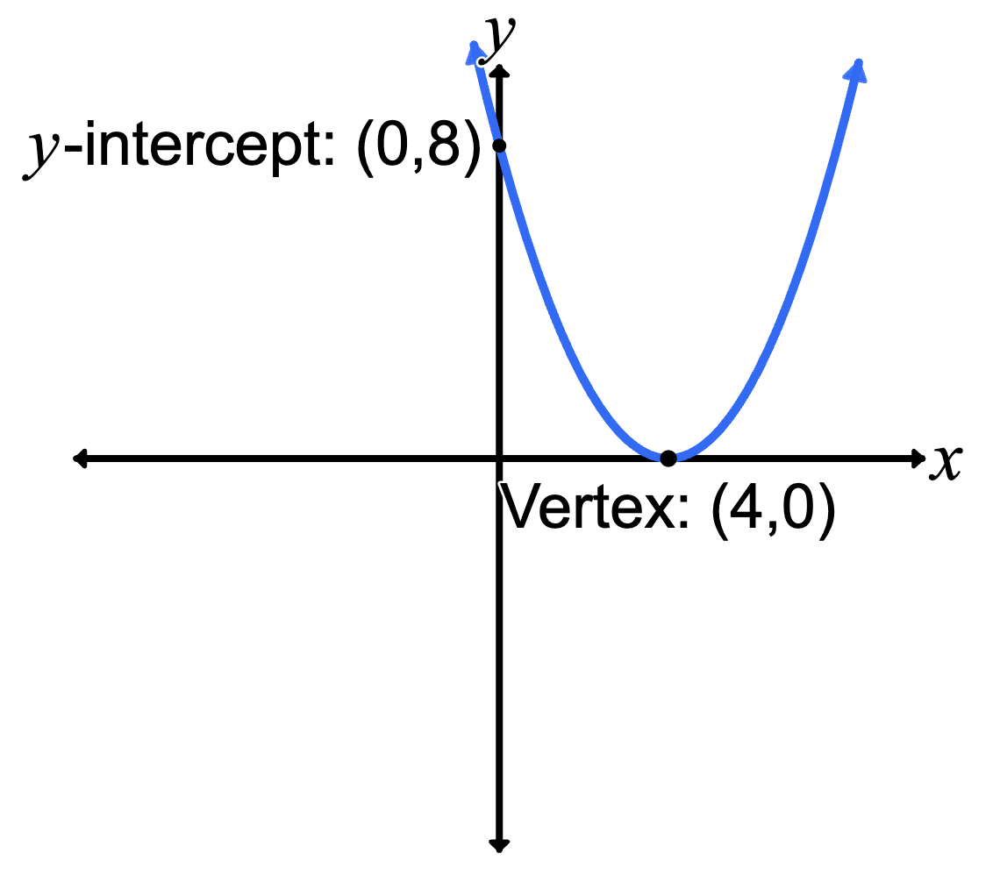 y
y-intercept: (0,8)
x
Vertex: (4,0)